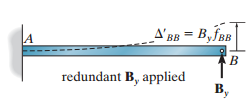 A
Δ'BB = ByfBB
B
redundant By applied
By